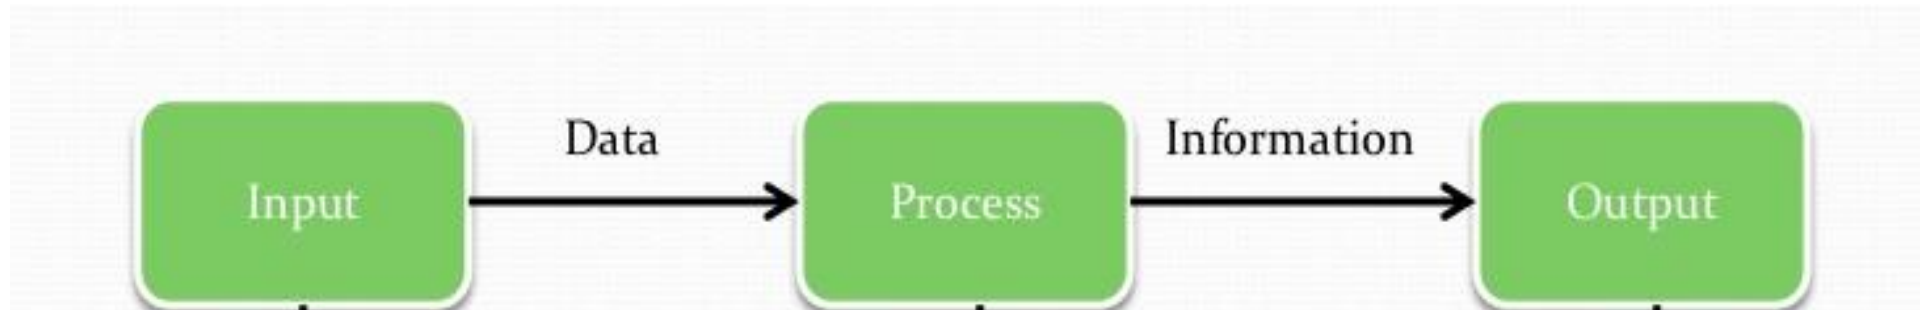 Data
Information
Input
Process
Output